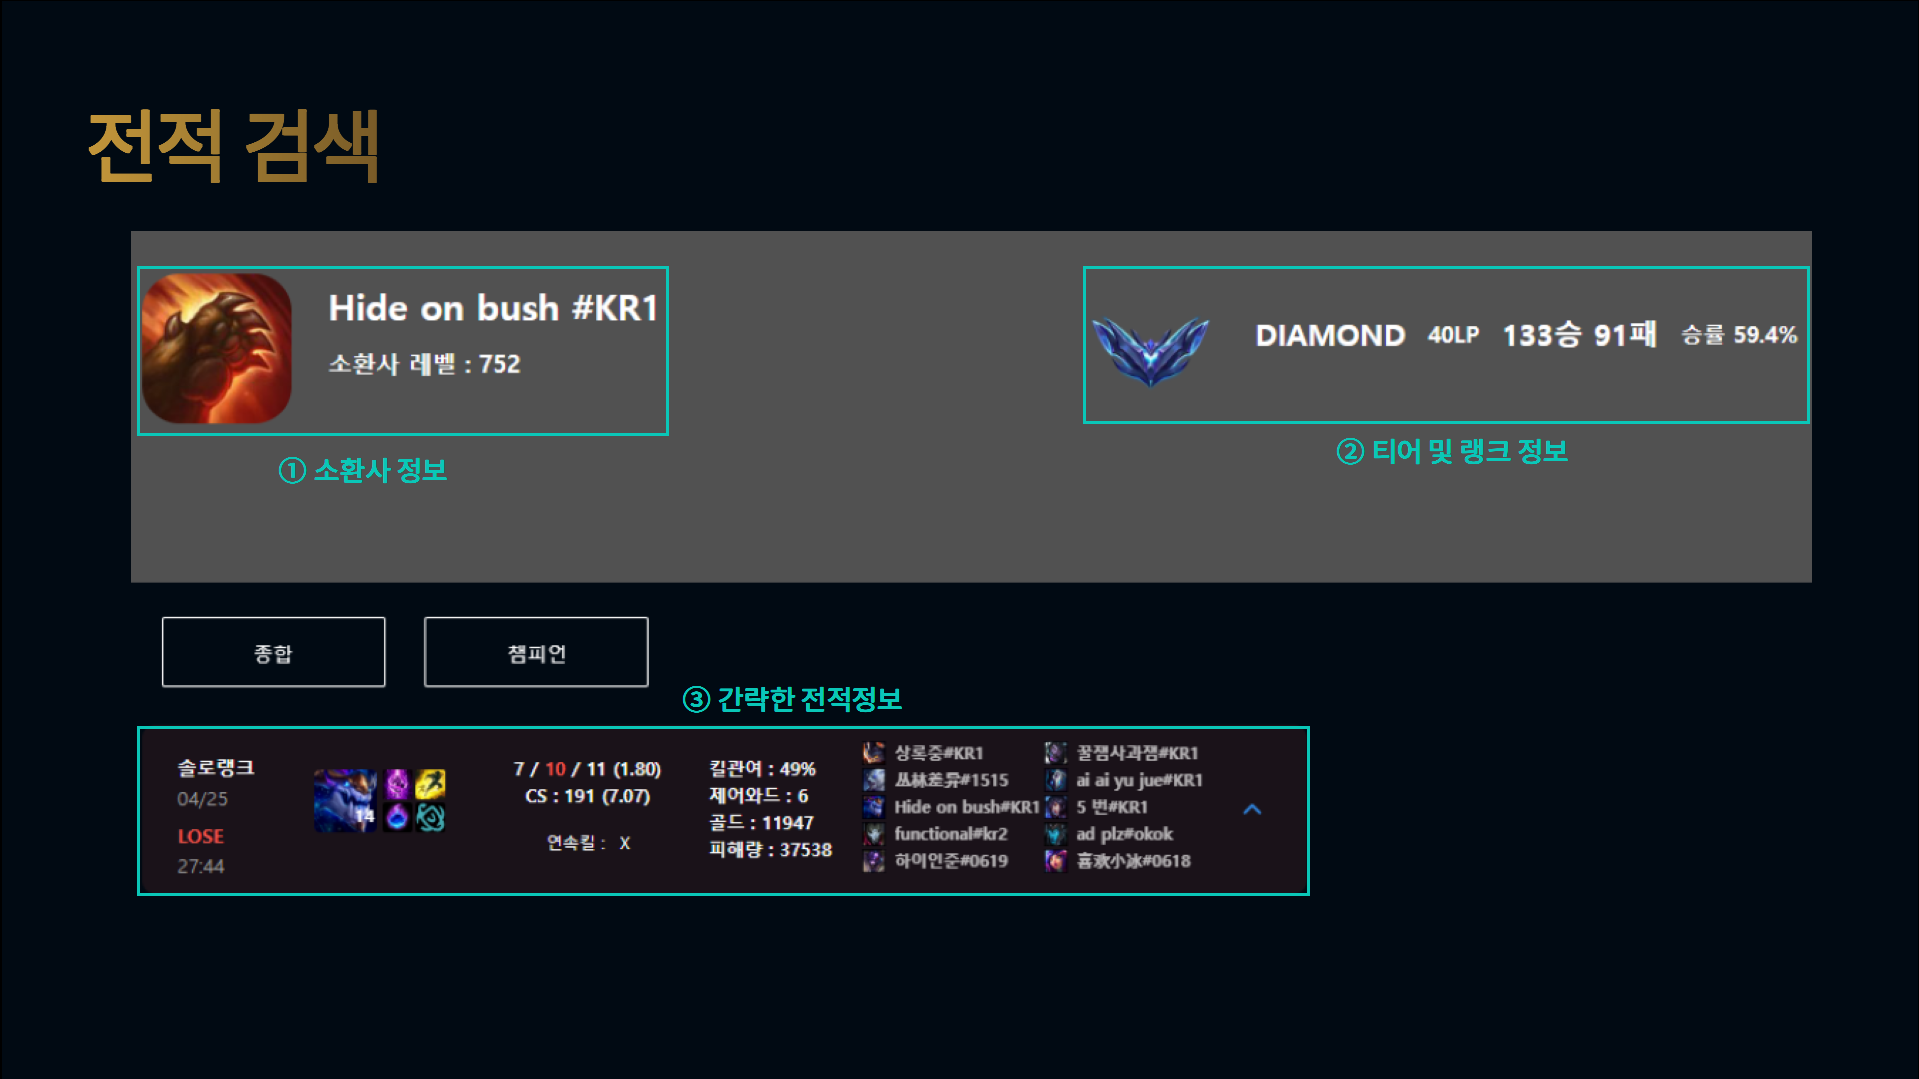 전적 검색
Hide on bush #KR1
소환사 레벨 : 752
① 소환사 정보
DIAMOND 40LP 133승 91패 승률 59.4%
② 티어 및 랭크 정보
종합
챔피언
③ 간략한 전적정보
솔로랭크
04/25
LOSE
27:44
14
7 / 10 / 11 (1.80)
CS : 191 (7.07)
연속킬 : X
킬관여 : 49%
제어와드 : 6
골드 : 11947
피해량 : 37538
상록중#KR1
丛林差异#1515
Hide on bush#KR1
functional#kr2
하이인준#0619
꿀잼사과잼#KR1
ai ai yu jue#KR1
5 번#KR1
ad plz#okok
喜欢小冰#0618